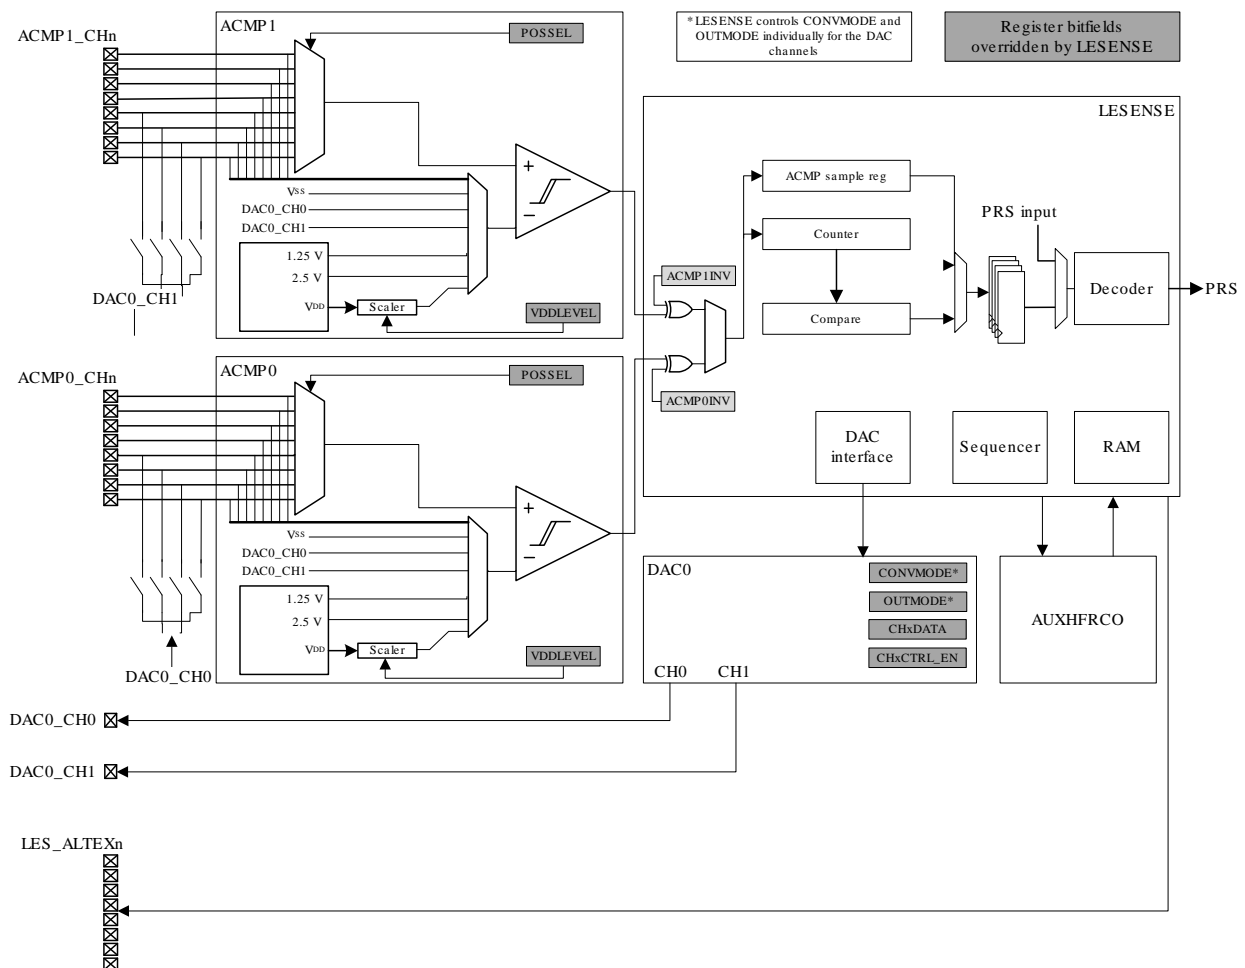 ACMP1_CHn
ACMP1
POSSEL
* LESENSE controls CONVMODE and
OUTMODE individually for the DAC
channels
Register bitfields
overridden by LESENSE
LESENSE
+
−
VSS
DAC0_CH0
DAC0_CH1
1.25 V
2.5 V
VDD
Scaler
VDDLEVEL
DAC0_CH1
ACMP sample reg
Counter
Compare
ACMP1INV
ACMP0INV
PRS input
Decoder
PRS
DAC
interface
Sequencer
RAM
ACMP0_CHn
ACMP0
POSSEL
+
−
VSS
DAC0_CH0
DAC0_CH1
1.25 V
2.5 V
VDD
Scaler
VDDLEVEL
DAC0_CH0
DAC0
CONVMODE*
OUTMODE*
CHxDATA
CHxCTRL_EN
CH0
CH1
AUXHFRCO
DAC0_CH0
DAC0_CH1
LES_ALTEXn